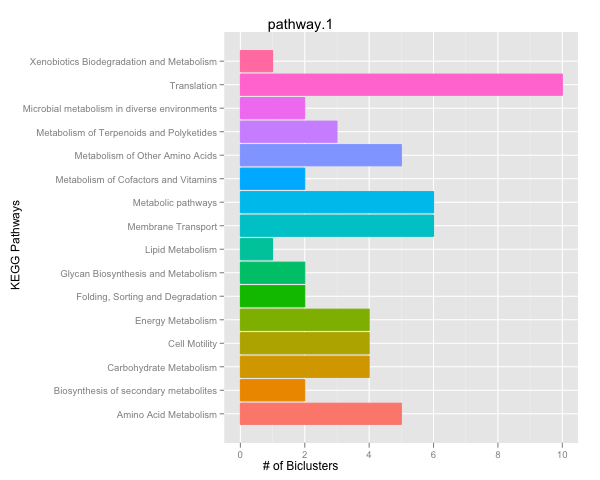 pathway.1
KEGG Pathways
Xenobiotics Biodegradation and Metabolism
Translation
Microbial metabolism in diverse environments
Metabolism of Terpenoids and Polyketides
Metabolism of Other Amino Acids
Metabolism of Cofactors and Vitamins
Metabolic pathways
Membrane Transport
Lipid Metabolism
Glycan Biosynthesis and Metabolism
Folding, Sorting and Degradation
Energy Metabolism
Cell Motility
Carbohydrate Metabolism
Biosynthesis of secondary metabolites
Amino Acid Metabolism
0 2 4 6 8 10
# of Biclusters